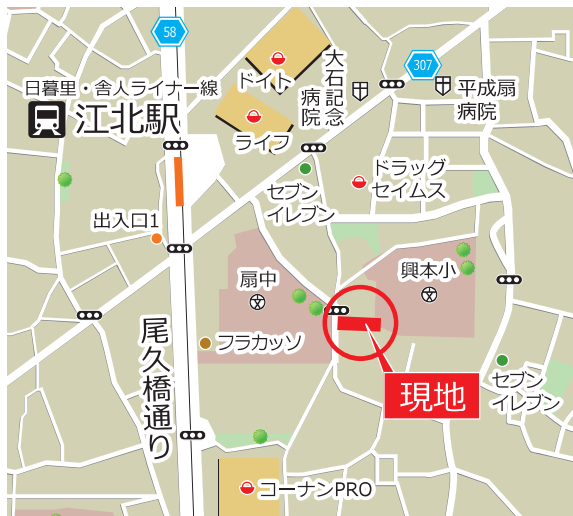 58
307
ドイト
大石記念
病院
平成扇
病院
日暮里・舎人ライナー線
江北駅
ライフ
ドラッグ
セイムス
セブン
イレブン
出入口1
扇中
文
興本小
文
フラカッソ
尾久橋通り
現地
セブン
イレブン
コーナンPRO